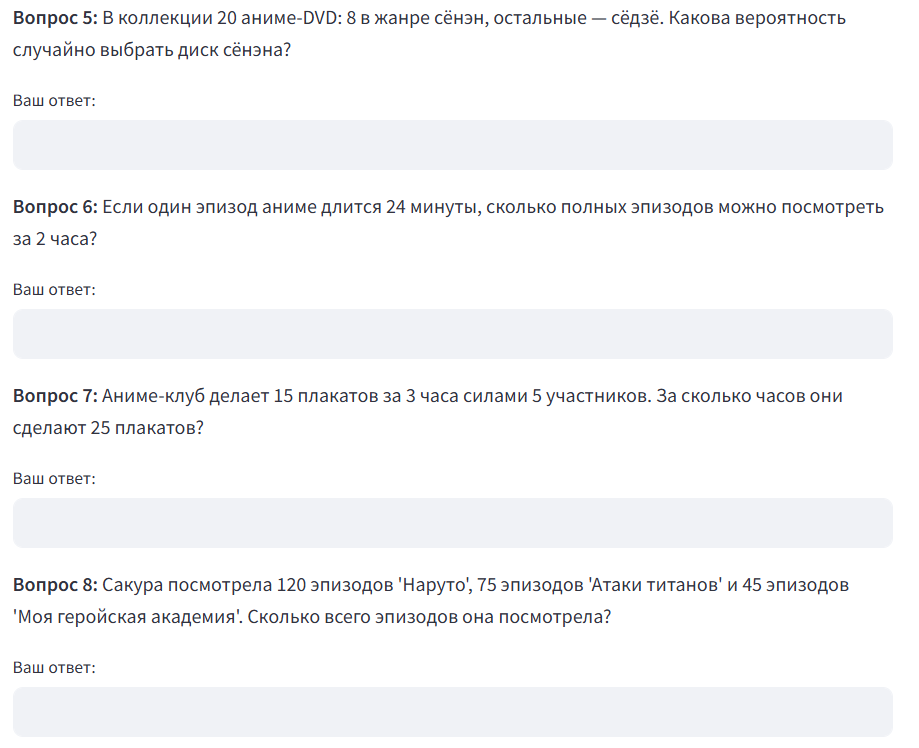 Вопрос 5: В коллекции 20 аниме-DVD: 8 в жанре сёнэн, остальные — сёдзё. Какова вероятность
случайно выбрать диск сёнэна?
Ваш ответ:
Вопрос 6: Если один эпизод аниме длится 24 минуты, сколько полных эпизодов можно посмотреть
за 2 часа?
Ваш ответ:
Вопрос 7: Аниме-клуб делает 15 плакатов за 3 часа силами 5 участников. За сколько часов они
сделают 25 плакатов?
Ваш ответ:
Вопрос 8: Сакура посмотрела 120 эпизодов 'Наруто', 75 эпизодов 'Атаки титанов' и 45 эпизодов
'Моя геройская академия'. Сколько всего эпизодов она посмотрела?
Ваш ответ: